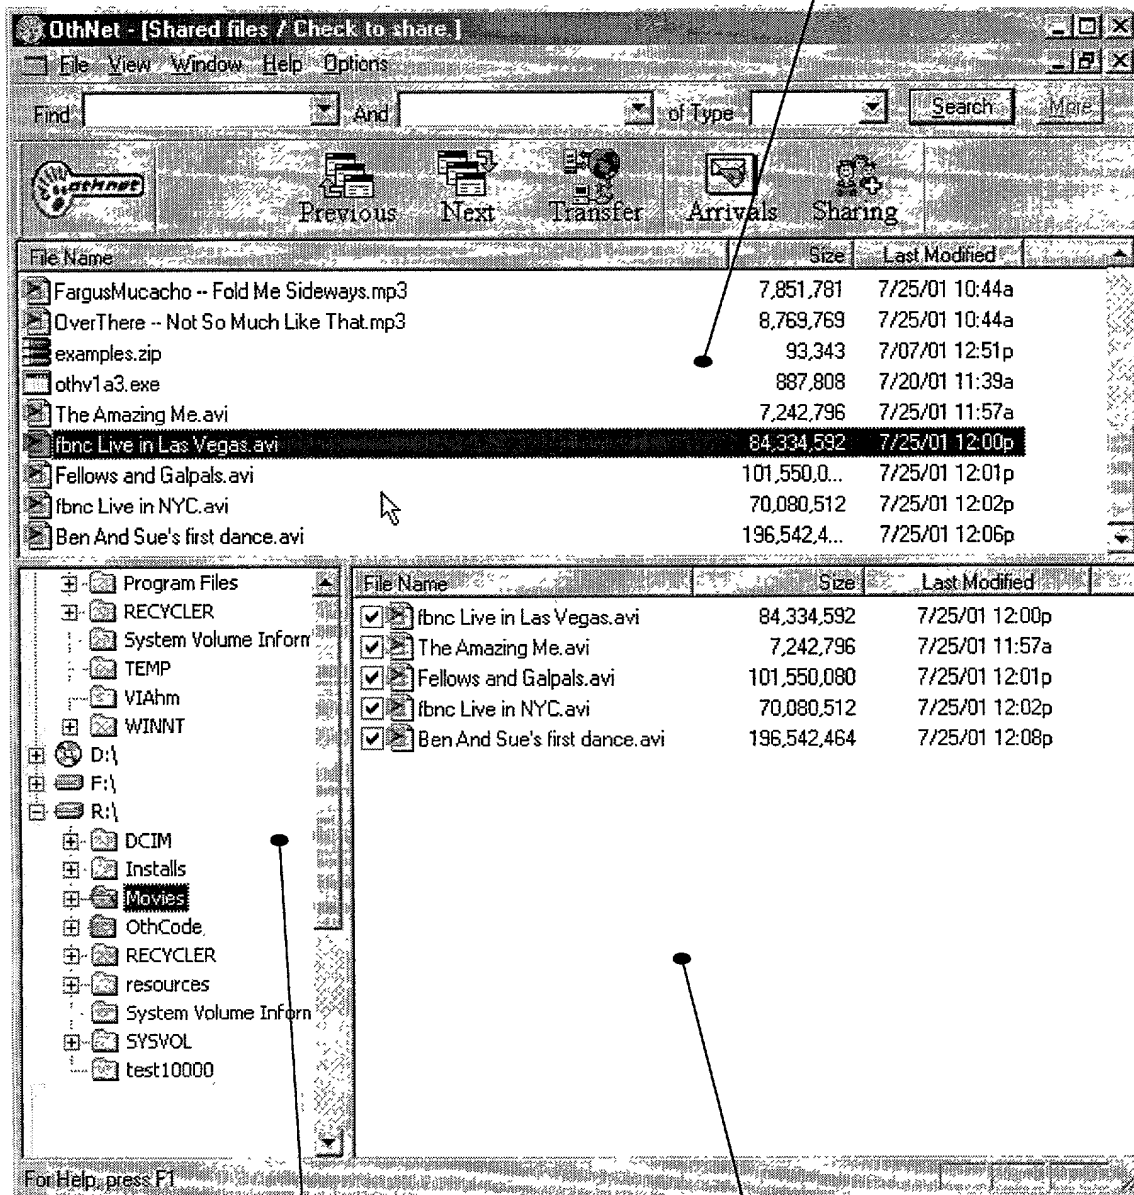 OthNet - [Shared files / Check to share ]
File View Window Help Options
Find And of Type Search More
othnet Previous Next Transfer Arrivals Sharing
File Name Size Last Modified
FargusMucacho -- Fold Me Sideways.mp3 7,851,781 7/25/01 10:44a
OverThere -- Not So Much Like That.mp3 8,769,769 7/25/01 10:44a
examples.zip 93,343 7/07/01 12:51p
othv1a3.exe 887,808 7/20/01 11:39a
The Amazing Me.avi 7,242,796 7/25/01 11:57a
fbnc Live in Las Vegas.avi 84,334,592 7/25/01 12:00p
Fellows and Galpals.avi 101,550,0... 7/25/01 12:01p
fbnc Live in NYC.avi 70,080,512 7/25/01 12:02p
Ben And Sue's first dance.avi 196,542,4... 7/25/01 12:06p
Program Files
RECYCLER
System Volume Inform
TEMP
VIAhm
WINNT
D:\
F:\
R:\
DCIM
Installs
Movies
OthCode
RECYCLER
resources
System Volume Inform
SYSVOL
test10000
File Name Size Last Modified
fbnc Live in Las Vegas.avi 84,334,592 7/25/01 12:00p
The Amazing Me.avi 7,242,796 7/25/01 11:57a
Fellows and Galpals.avi 101,550,080 7/25/01 12:01p
fbnc Live in NYC.avi 70,080,512 7/25/01 12:02p
Ben And Sue's first dance.avi 196,542,464 7/25/01 12:08p
For Help, press F1